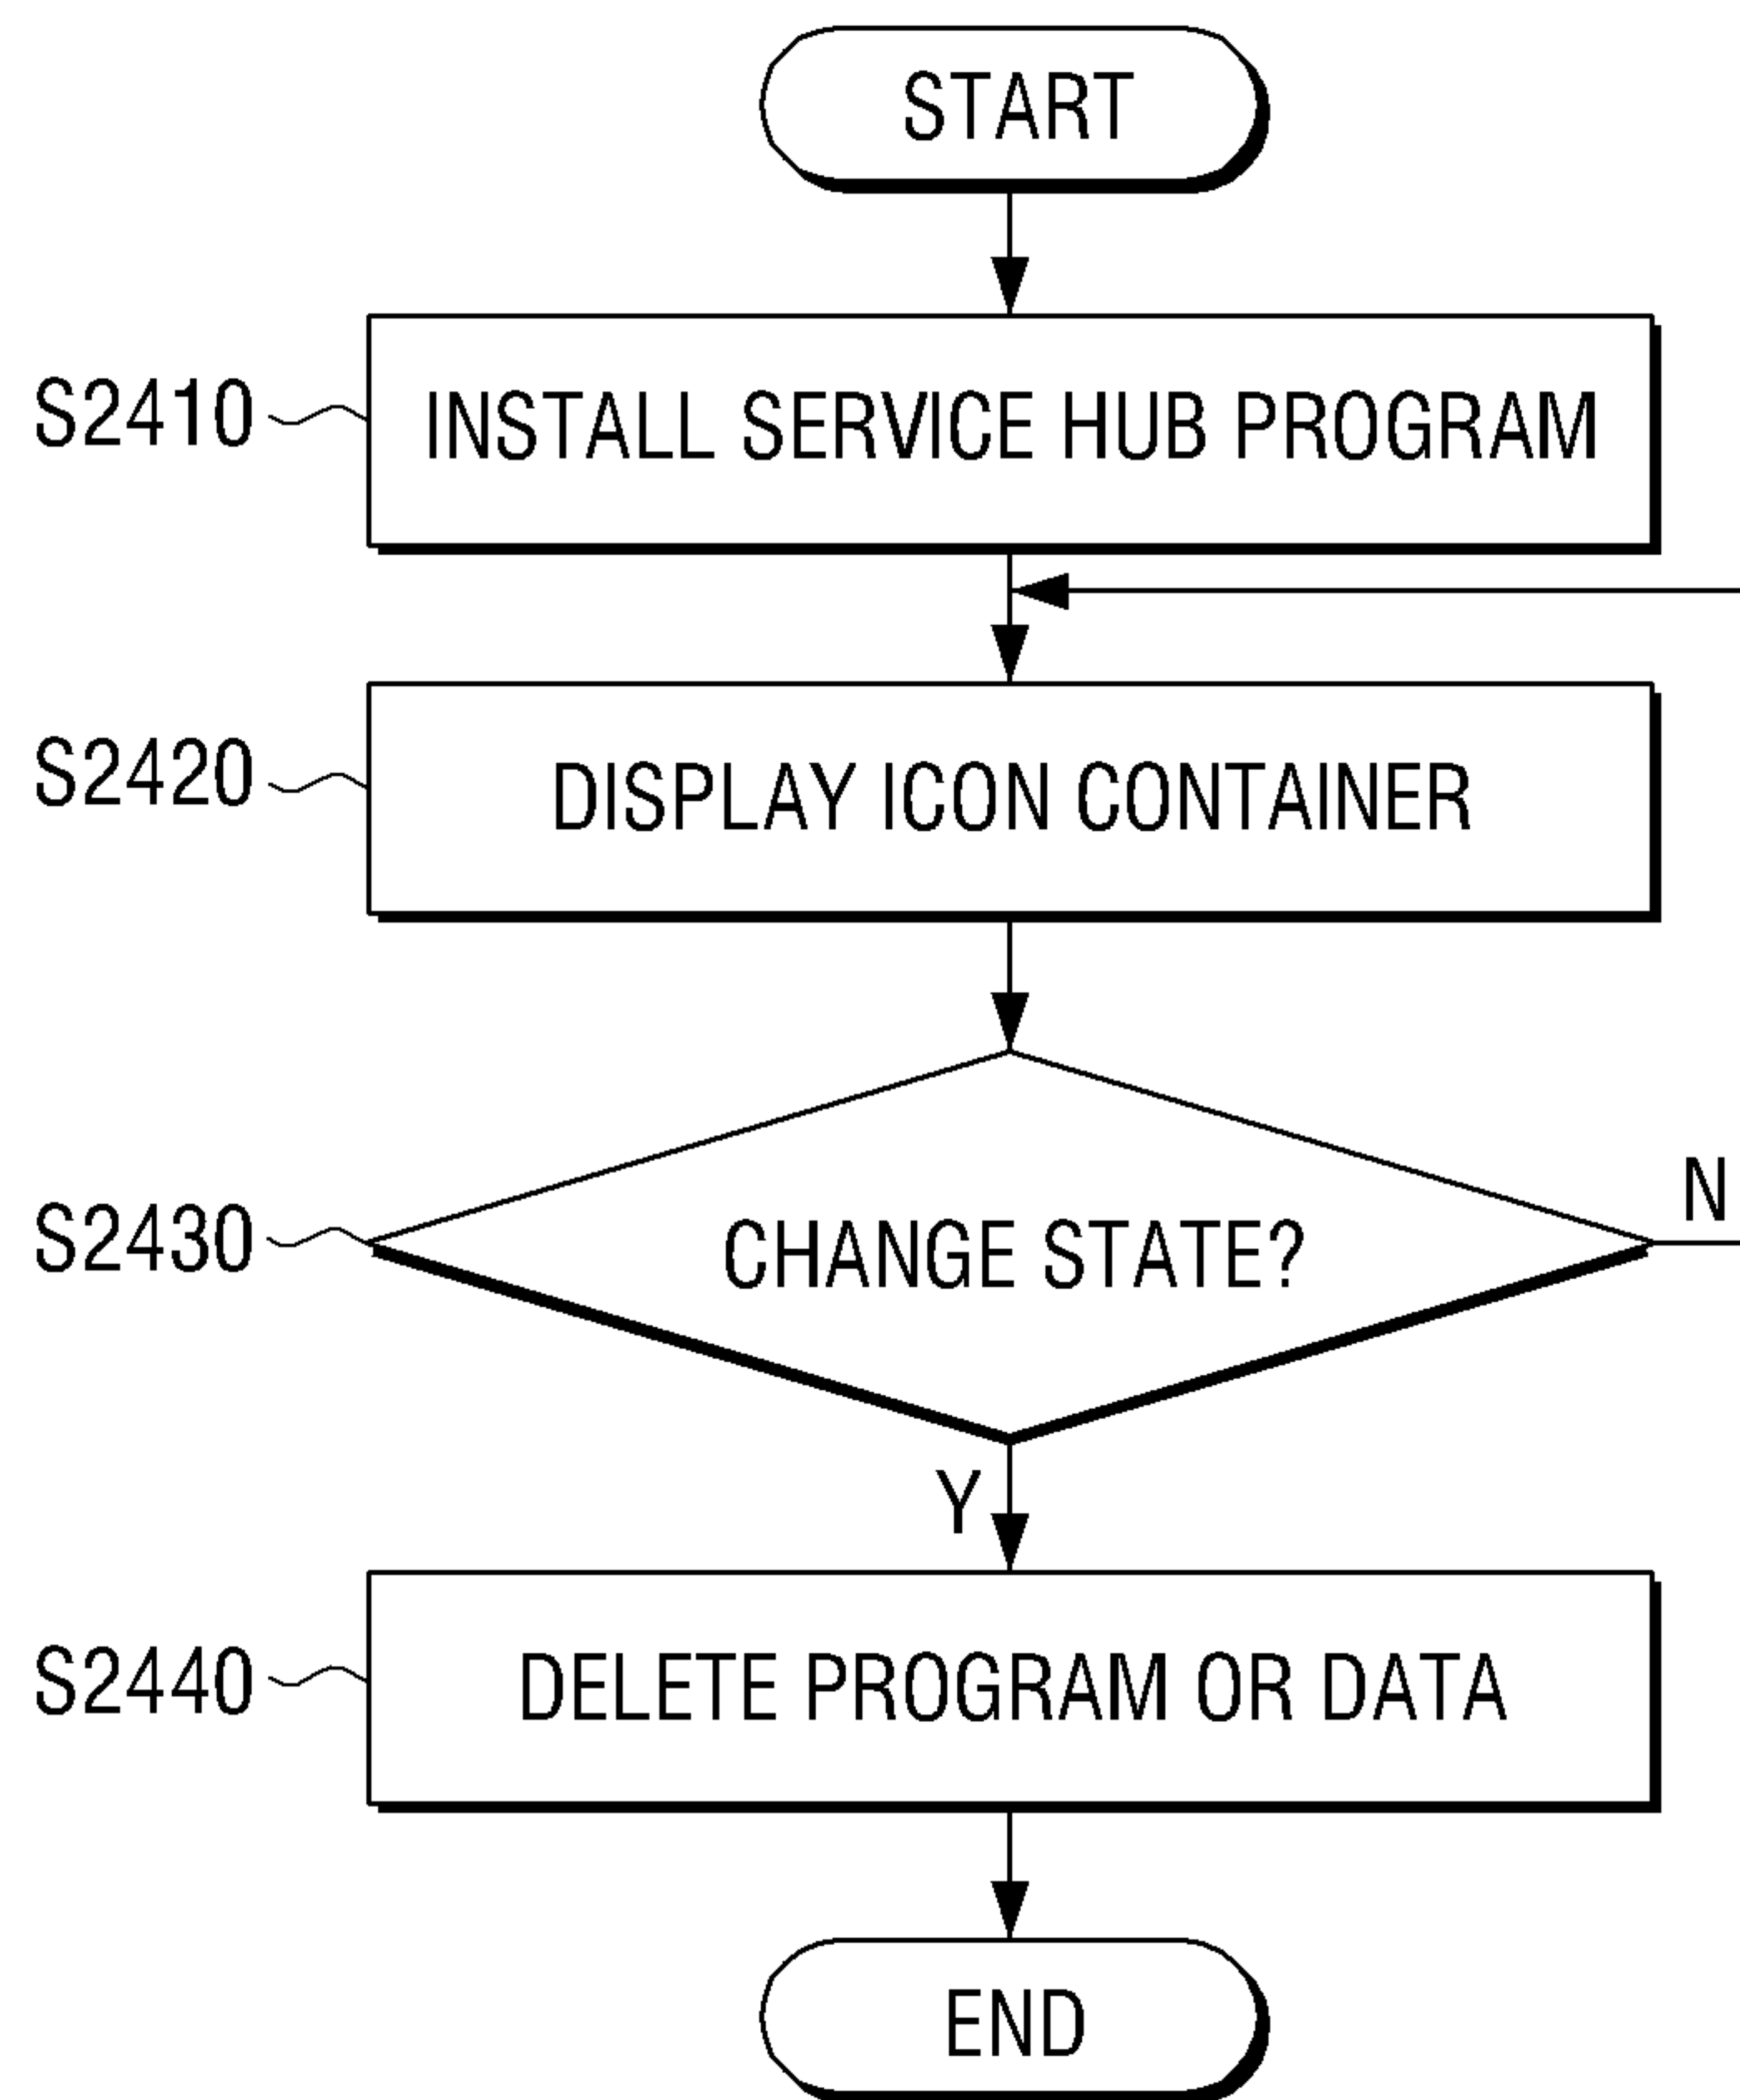 START
S2410
INSTALL SERVICE HUB PROGRAM
S2420
DISPLAY ICON CONTAINER
S2430
CHANGE STATE?
N
Y
S2440
DELETE PROGRAM OR DATA
END